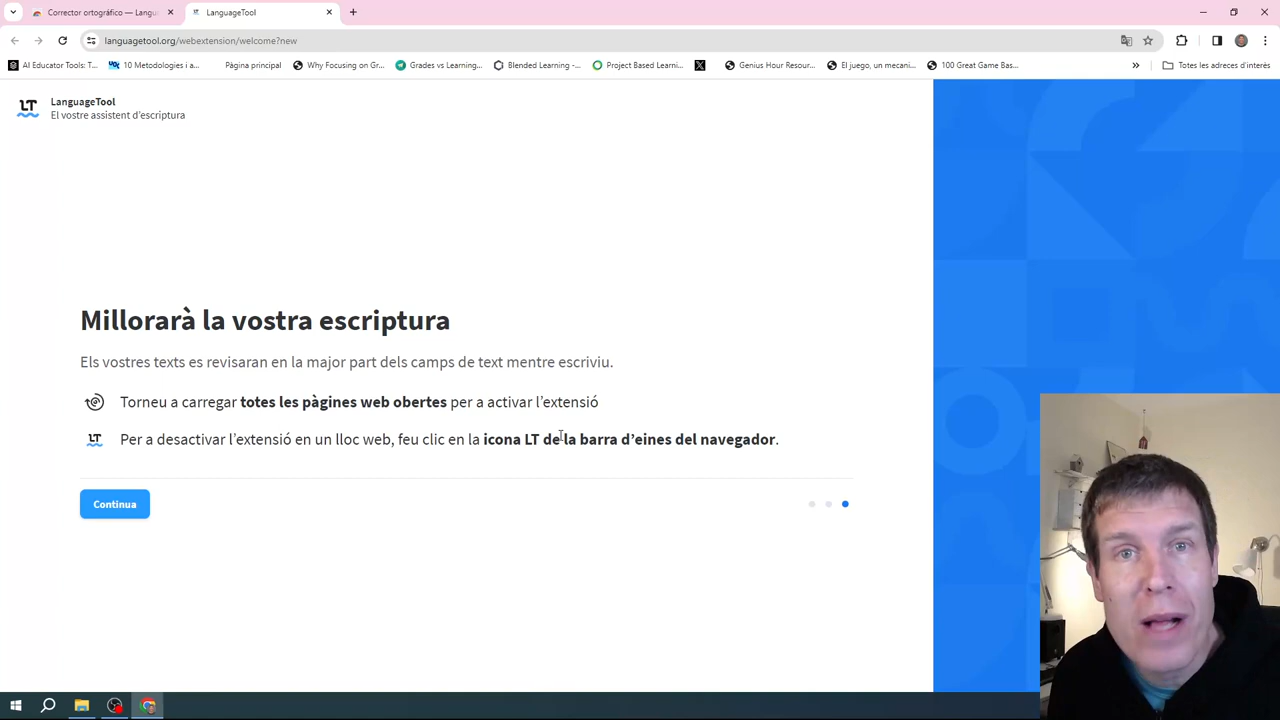 Corrector ortográfico — Langu
LanguageTool
languagetool.org/webextension/welcome?new
AI Educator Tools: T...
10 Metodologies i a...
Pàgina principal
Why Focusing on Gr...
Grades vs Learning...
Blended Learning -...
Project Based Learni...
Genius Hour Resour...
El juego, un mecani...
100 Great Game Bas...
»
Totes les adreces d'interès
LT
LanguageTool
El vostre assistent d'escriptura
Millorarà la vostra escriptura
Els vostres texts es revisaran en la major part dels camps de text mentre escriviu.
Torneu a carregar totes les pàgines web obertes per a activar l’extensió
LT
Per a desactivar l’extensió en un lloc web, feu clic en la icona LT de la barra d’eines del navegador.
Continua